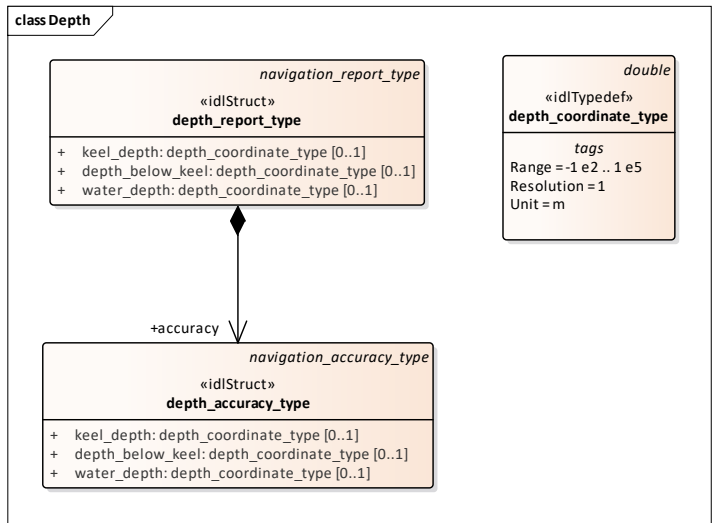 class Depth
navigation_report_type
«idlStruct»
depth_report_type
+ keel_depth: depth_coordinate_type [0..1]
+ depth_below_keel: depth_coordinate_type [0..1]
+ water_depth: depth_coordinate_type [0..1]
double
«idlTypedef»
depth_coordinate_type
tags
Range = -1 e2 .. 1 e5
Resolution = 1
Unit = m
+accuracy
navigation_accuracy_type
«idlStruct»
depth_accuracy_type
+ keel_depth: depth_coordinate_type [0..1]
+ depth_below_keel: depth_coordinate_type [0..1]
+ water_depth: depth_coordinate_type [0..1]